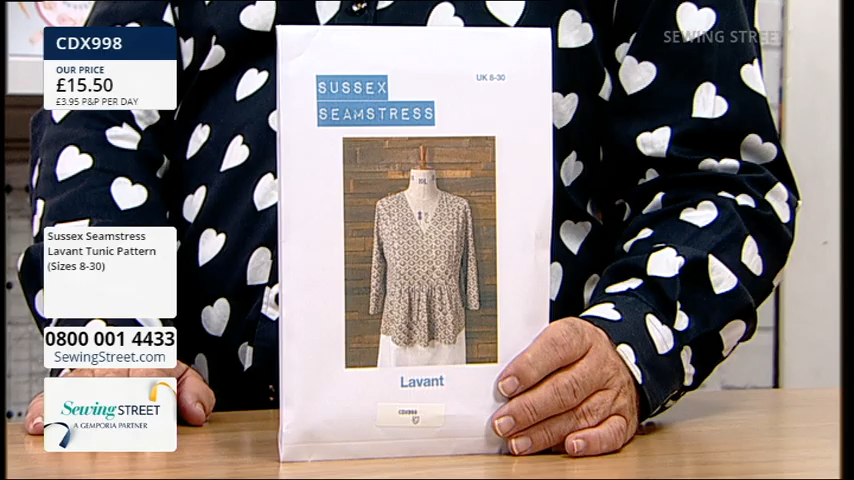 CDX998
OUR PRICE
£15.50
£3.95 P&P PER DAY
Sussex Seamstress
Lavant Tunic Pattern
(Sizes 8-30)
0800 001 4433
SewingStreet.com
Sewing STREET
A GEMPORIA PARTNER
SEWING STREET
UK 8-30
SUSSEX
SEAMSTRESS
Lavant
CDX998